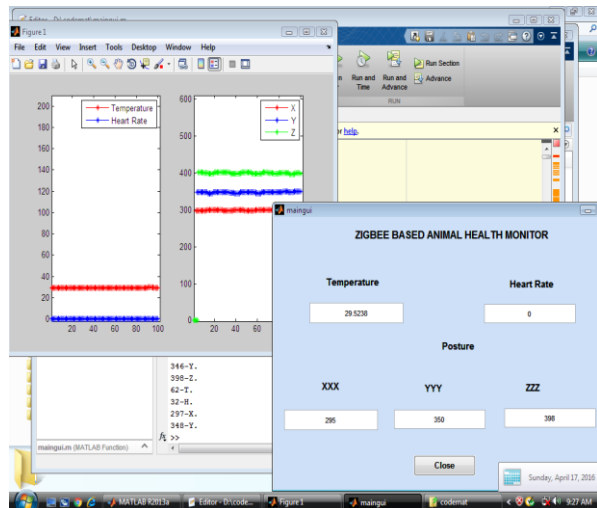 Editor - D:\codemat\maingui.m
Figure 1
File Edit View Insert Tools Desktop Window Help
Run and Time
Run and Advance
Run Section
Advance
RUN
or help.
200
180
160
140
120
100
80
60
40
20
0
20 40 60 80 100
Temperature
Heart Rate
600
500
400
300
200
100
0
20 40 60
X
Y
Z
maingui
ZIGBEE BASED ANIMAL HEALTH MONITOR
Temperature
Heart Rate
29.5238
0
Posture
XXX YYY ZZZ
295 350 398
Close
346-Y.
398-Z.
62-T.
32-H.
297-X.
348-Y.
fx >>
maingui.m (MATLAB Function)
Sunday, April 17, 2016
MATLAB R2013a
Editor - D:\code...
Figure 1
maingui
codemat
9:27 AM